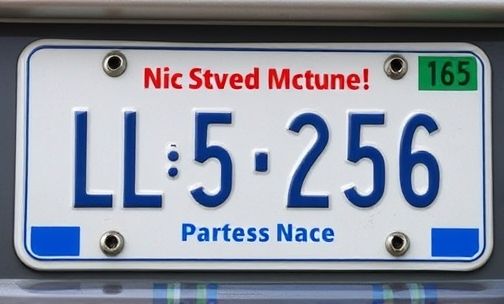 Nic Stved Mctune!
165
LL:5·256
Partess Nace